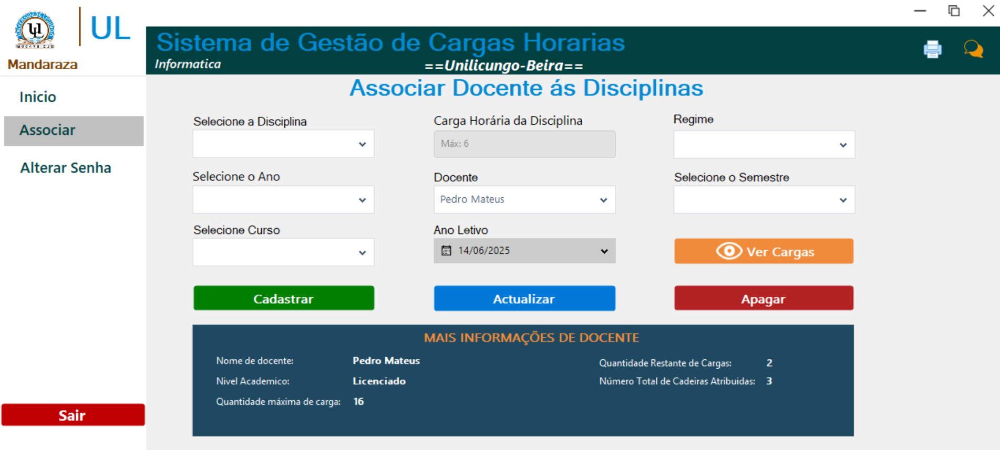 UL
MOÇAMBIQUE
Mandaraza
Sistema de Gestão de Cargas Horarias
Informatica
==Unilicungo-Beira==
Inicio
Associar
Alterar Senha
Sair
Associar Docente ás Disciplinas
Selecione a Disciplina
Carga Horária da Disciplina
Máx: 6
Regime
Selecione o Ano
Docente
Pedro Mateus
Selecione o Semestre
Selecione Curso
Ano Letivo
14/06/2025
Ver Cargas
Cadastrar
Actualizar
Apagar
MAIS INFORMAÇÕES DE DOCENTE
Nome de docente: Pedro Mateus
Nivel Academico: Licenciado
Quantidade máxima de carga: 16
Quantidade Restante de Cargas: 2
Número Total de Cadeiras Atribuidas: 3